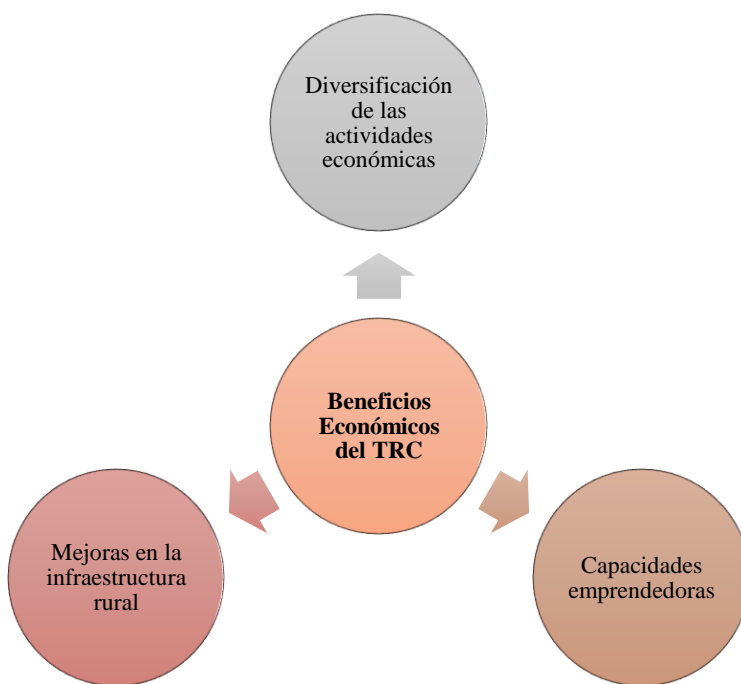 Diversificación
de las
actividades
económicas
Beneficios
Económicos
del TRC
Mejoras en la
infraestructura
rural
Capacidades
emprendedoras